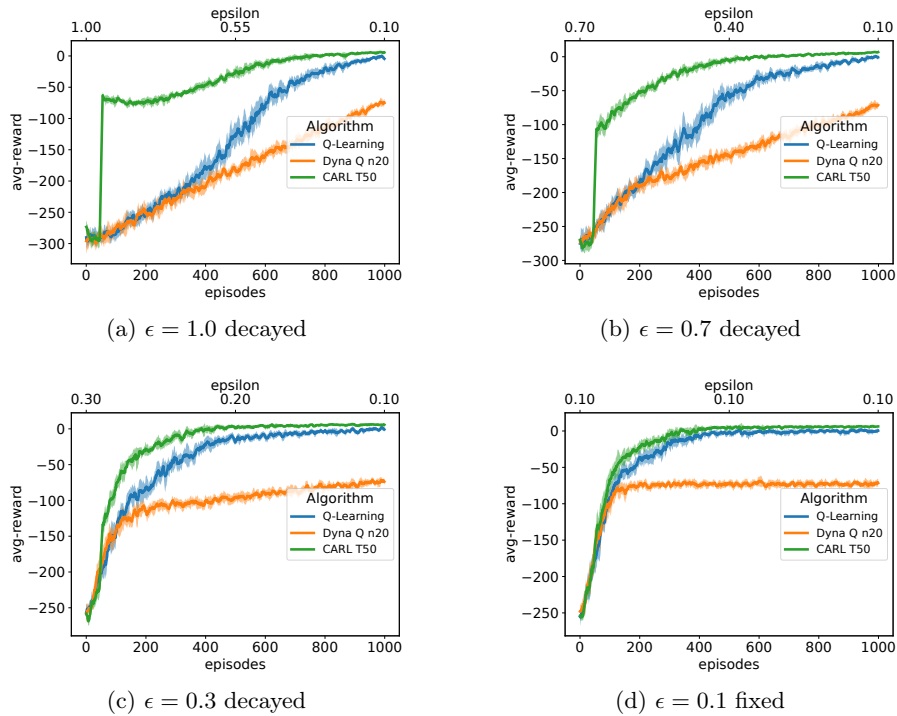 epsilon
1.00 0.55 0.10
0
−50
−100
−150
−200
−250
−300
avg-reward
Algorithm
Q-Learning
Dyna Q n20
CARL T50
0 200 400 600 800 1000
episodes
(a) ϵ = 1.0 decayed
epsilon
0.70 0.40 0.10
0
−50
−100
−150
−200
−250
−300
avg-reward
Algorithm
Q-Learning
Dyna Q n20
CARL T50
0 200 400 600 800 1000
episodes
(b) ϵ = 0.7 decayed
epsilon
0.30 0.20 0.10
0
−50
−100
−150
−200
−250
avg-reward
Algorithm
Q-Learning
Dyna Q n20
CARL T50
0 200 400 600 800 1000
episodes
(c) ϵ = 0.3 decayed
epsilon
0.10 0.10 0.10
0
−50
−100
−150
−200
−250
avg-reward
Algorithm
Q-Learning
Dyna Q n20
CARL T50
0 200 400 600 800 1000
episodes
(d) ϵ = 0.1 fixed